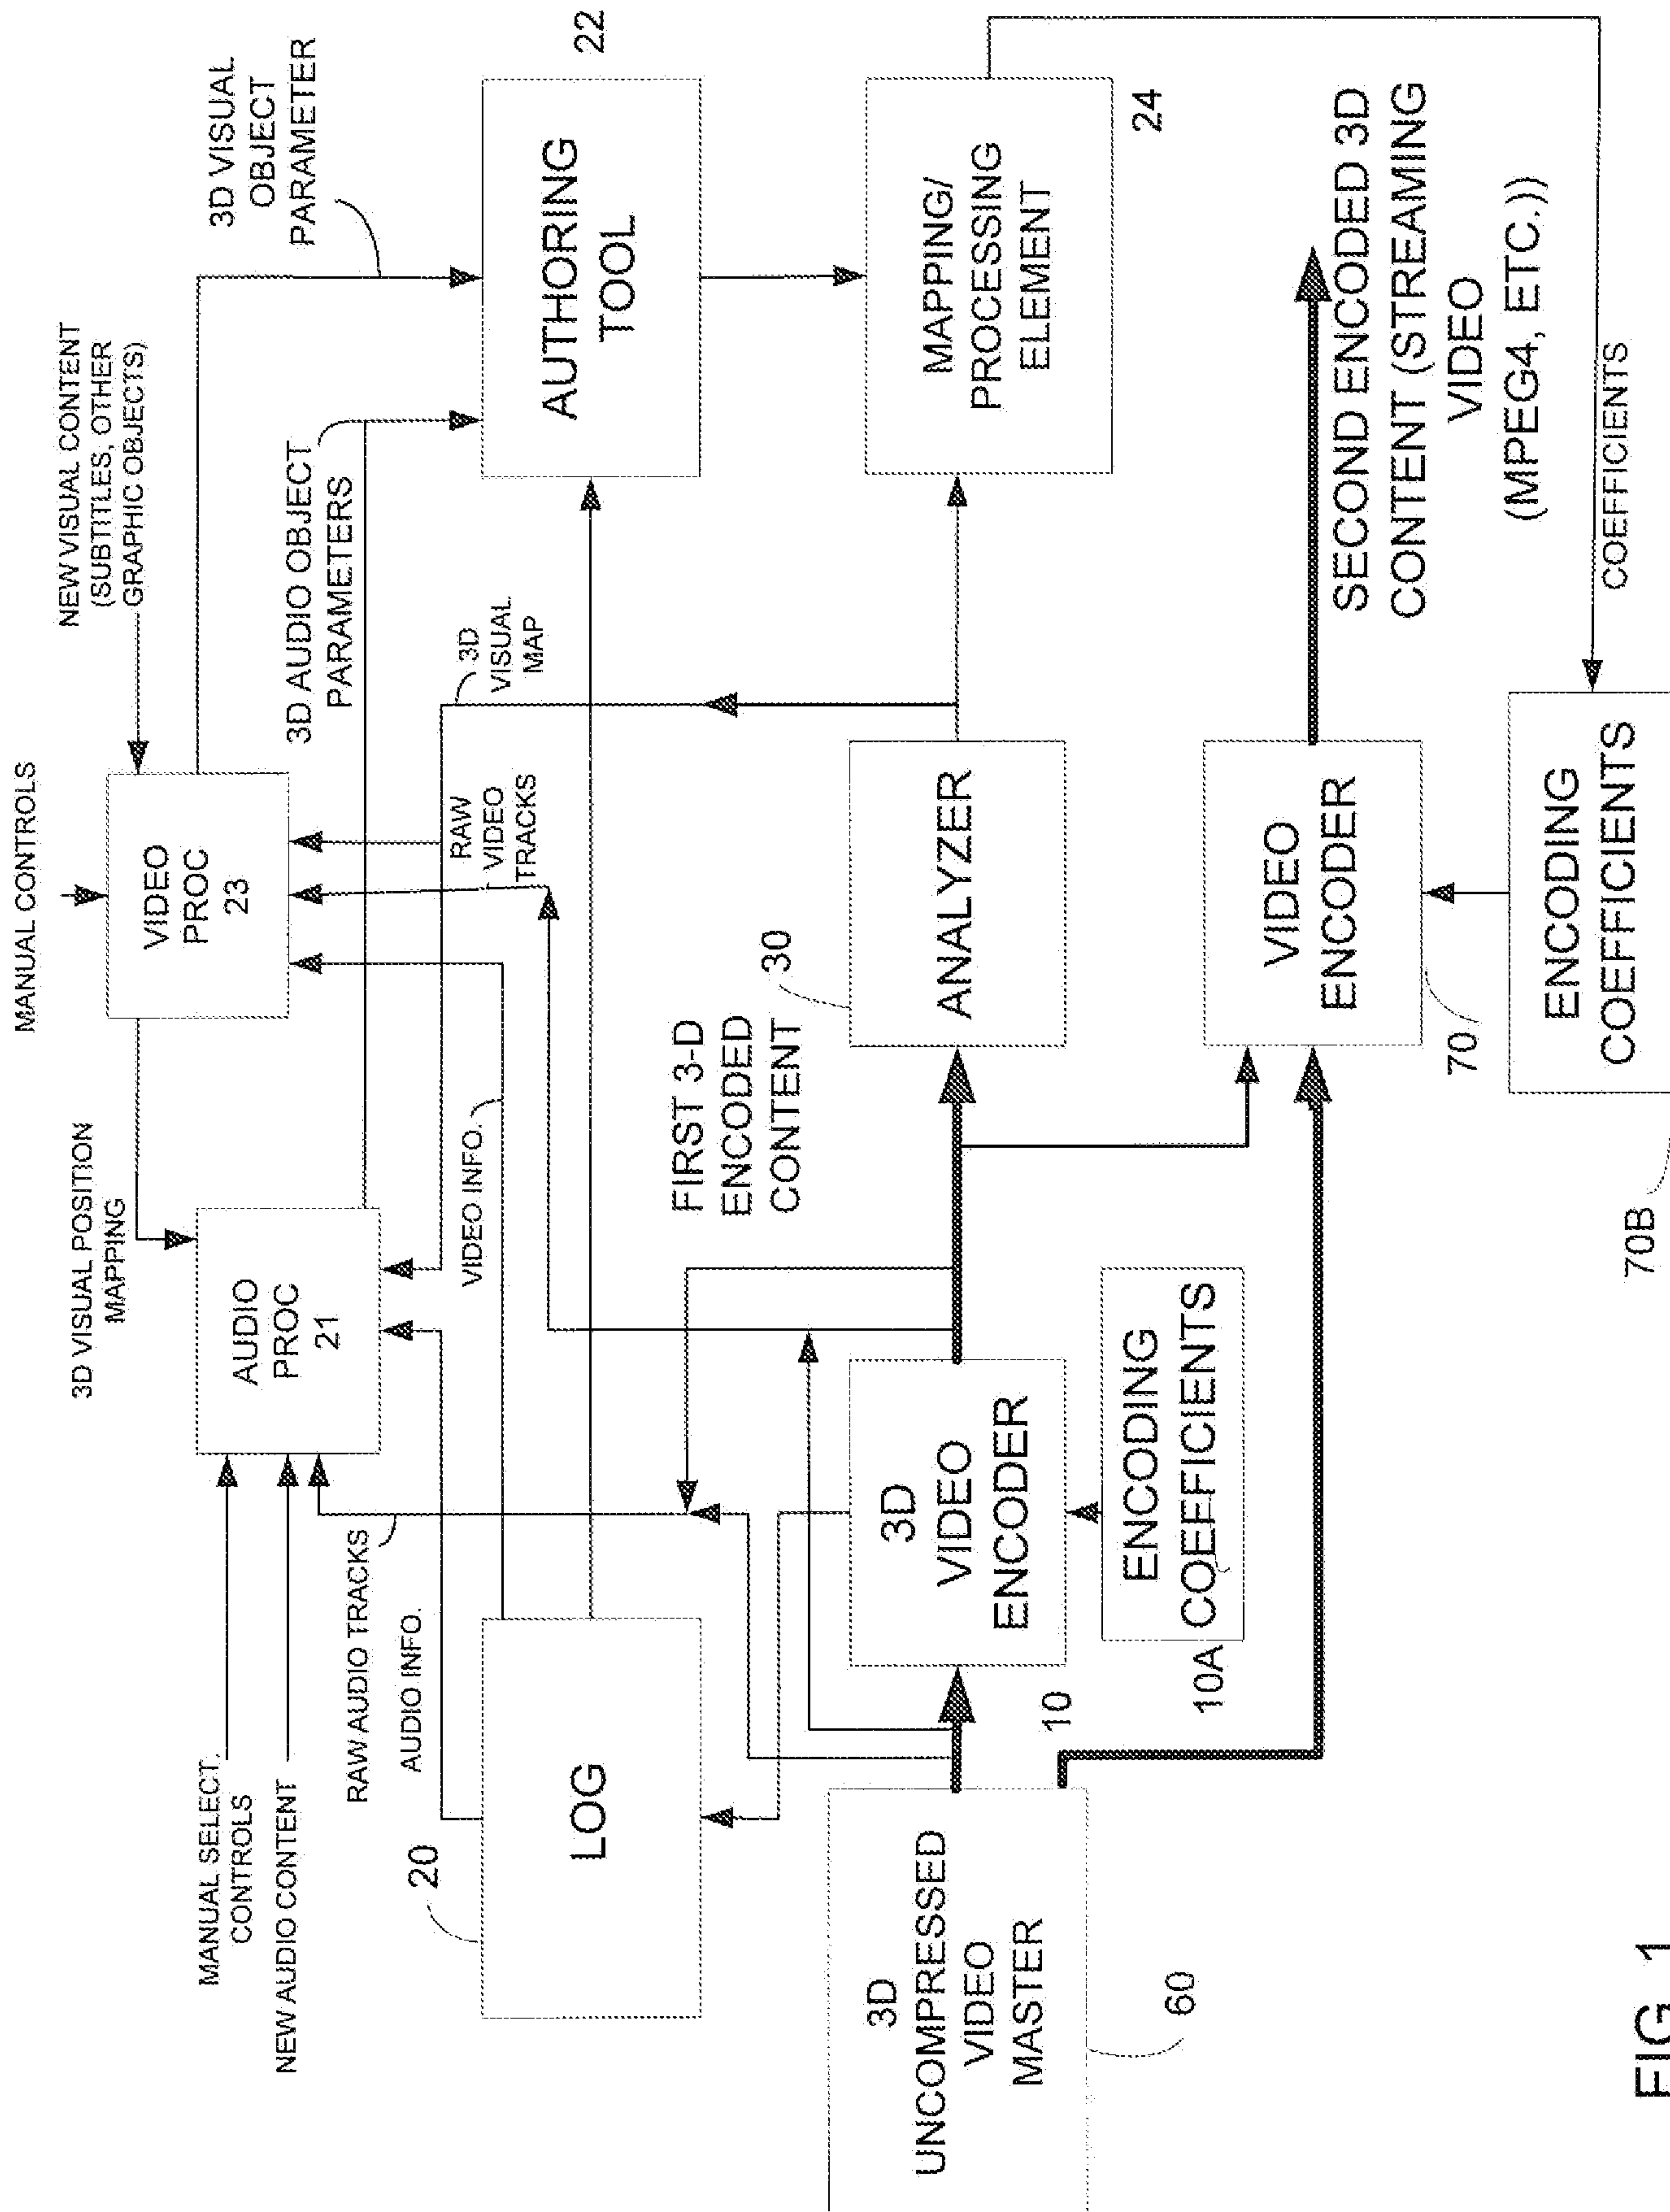 MANUAL SELECT.
CONTROLS
NEW AUDIO CONTENT
3D VISUAL POSITION
MAPPING
MANUAL CONTROLS
NEW VISUAL CONTENT
(SUBTITLES, OTHER
GRAPHIC OBJECTS)
3D VISUAL
OBJECT
PARAMETER
AUDIO
PROC
21
VIDEO
PROC
23
RAW AUDIO TRACKS
AUDIO INFO.
VIDEO INFO.
RAW
VIDEO
TRACKS
3D AUDIO OBJECT
PARAMETERS
3D
VISUAL
MAP
20
LOG
AUTHORING
TOOL
22
FIRST 3-D
ENCODED
CONTENT
30
3D
UNCOMPRESSED
VIDEO
MASTER
60
3D
VIDEO
ENCODER
10
ANALYZER
MAPPING/
PROCESSING
ELEMENT
24
10A
ENCODING
COEFFICIENTS
VIDEO
ENCODER
70
SECOND ENCODED 3D
CONTENT (STREAMING
VIDEO
(MPEG4, ETC.))
ENCODING
COEFFICIENTS
70B
COEFFICIENTS
FIG. 1